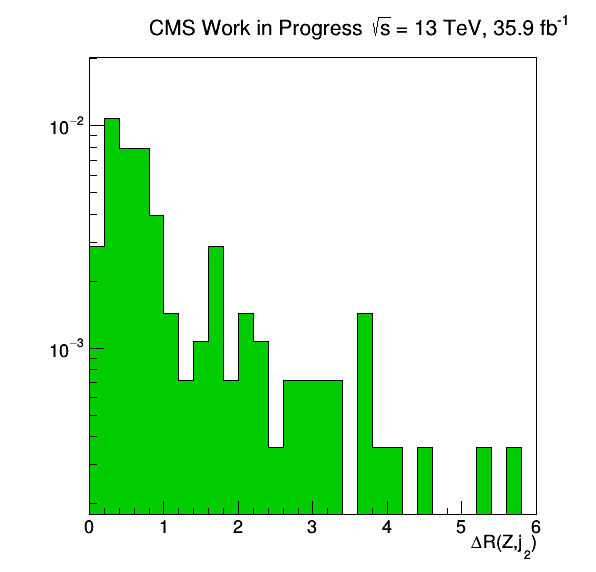 CMS Work in Progress √s = 13 TeV, 35.9 fb⁻¹
10⁻²
10⁻³
0 1 2 3 4 5 6
ΔR(Z,j₂)